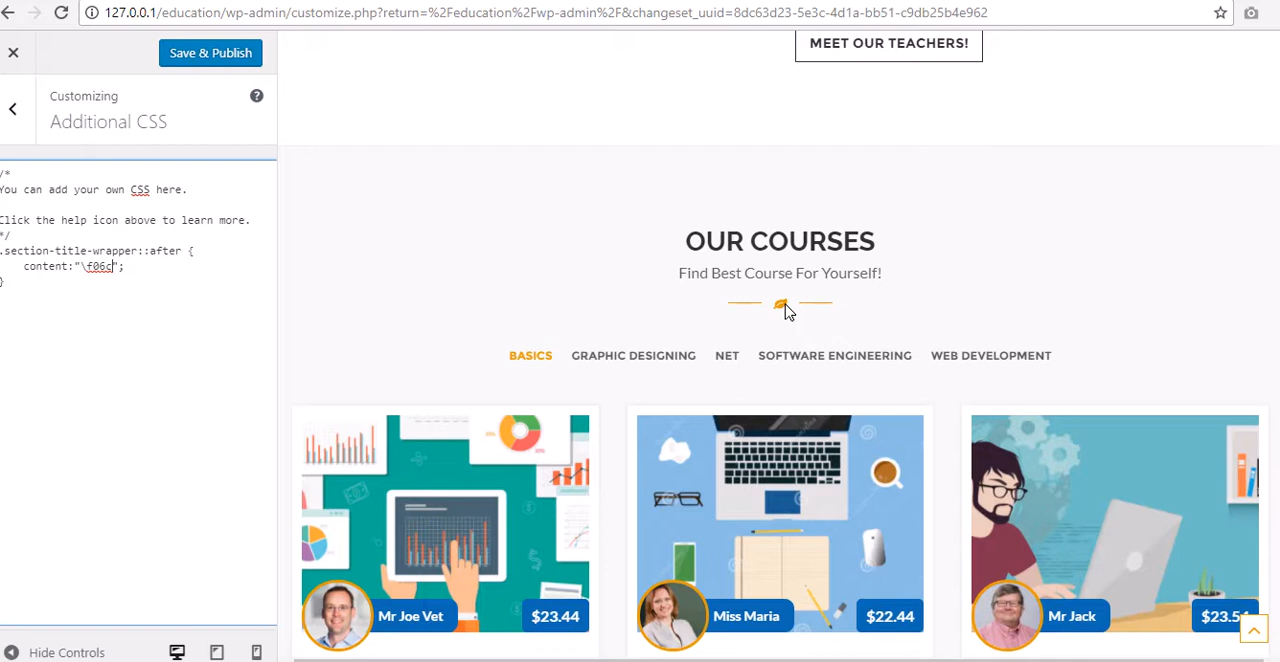 127.0.0.1/education/wp-admin/customize.php?return=%2Feducation%2Fwp-admin%2F&changeset_uuid=8dc63d23-5e3c-4d1a-bb51-c9db25b4e962
Save & Publish
Customizing
Additional CSS
/*
You can add your own CSS here.
Click the help icon above to learn more.
*/
.section-title-wrapper::after {
content:"\f06c";
}
Hide Controls
MEET OUR TEACHERS!
OUR COURSES
Find Best Course For Yourself!
BASICS GRAPHIC DESIGNING NET SOFTWARE ENGINEERING WEB DEVELOPMENT
Mr Joe Vet $23.44 Miss Maria $22.44 Mr Jack